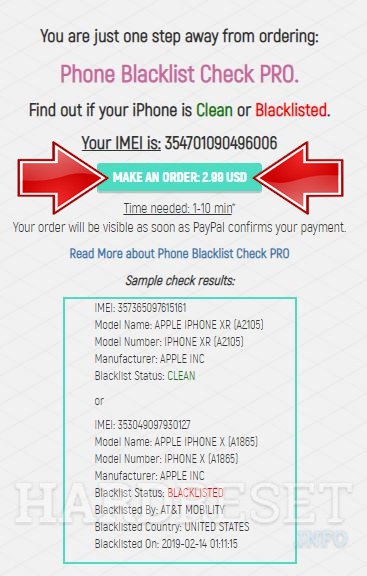 You are just one step away from ordering:
Phone Blacklist Check PRO.
Find out if your iPhone is Clean or Blacklisted.
Your IMEI is: 354701090496006
MAKE AN ORDER: 2.99 USD
Time needed: 1-10 min*
Your order will be visible as soon as PayPal confirms your payment.
Read More about Phone Blacklist Check PRO
Sample check results:
IMEI: 357365097615161
Model Name: APPLE IPHONE XR (A2105)
Model Number: IPHONE XR (A2105)
Manufacturer: APPLE INC
Blacklist Status: CLEAN
or
IMEI: 353049097930127
Model Name: APPLE IPHONE X (A1865)
Model Number: IPHONE X (A1865)
Manufacturer: APPLE INC
Blacklist Status: BLACKLISTED
Blacklisted By: AT&T MOBILITY
Blacklisted Country: UNITED STATES
Blacklisted On: 2019-02-14 01:11:15
HARDRESET
.INFO